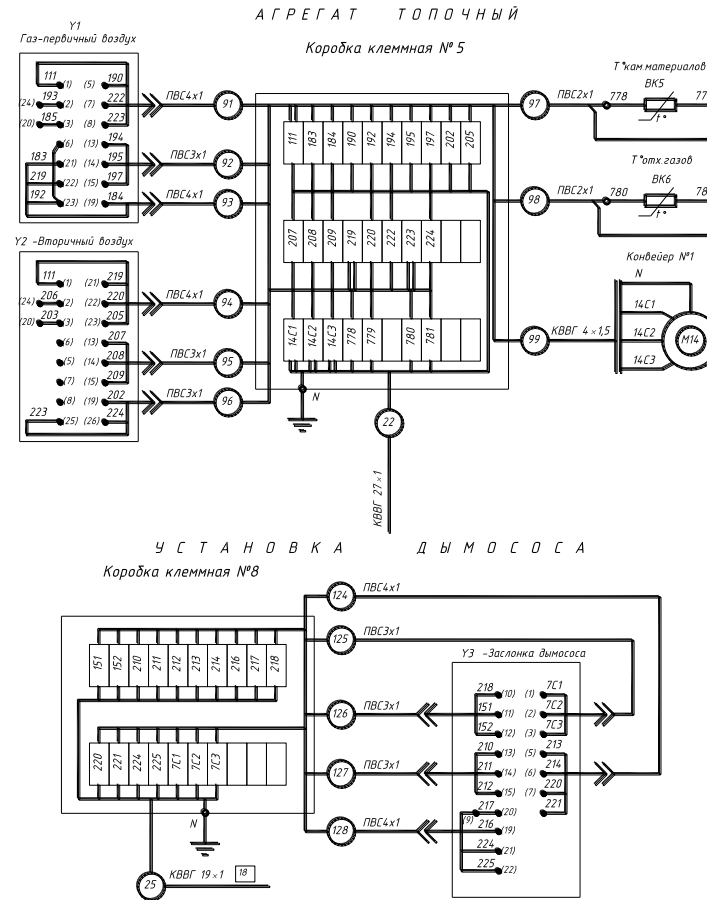 АГРЕГАТ ТОПОЧНЫЙ
Y1
Газ-первичный воздух
Коробка клеммная № 5
111 (1) (5) 190
(24) 193 (2) (7) 222
(20) 185 (3) (8) 223
(6) (13) 194
183 (21) (14) 195
219 (22) (15) 197
192 (23) (19) 184
ПВС4х1 91
ПВС3х1 92
ПВС4х1 93
111 183 184 190 192 194 195 197 202 205
207 208 209 219 220 222 223 224
14С1 14С2 14С3 778 779 780 781
N
22
КВВГ 27×1
97 ПВС2х1 778
T°кам.материалов
ВК5
t°
77
98 ПВС2х1 780
T°отх.газов
ВК6
t°
78
99 КВВГ 4×1,5
Конвейер №1
N
14С1
14С2
14С3
М14
Y2 -Вторичный воздух
111 (1) (21) 219
(24) 206 (2) (22) 220
(20) 203 (3) (23) 205
(6) (13) 207
(5) (14) 208
(7) (15) 209
(8) (19) 202
223 (25) (26) 224
ПВС4х1 94
ПВС3х1 95
ПВС3х1 96
УСТАНОВКА ДЫМОСОСА
Коробка клеммная №8
151 152 210 211 212 213 214 216 217 218
220 221 224 225 7С1 7С2 7С3
N
25 КВВГ 19×1 18
124 ПВС4х1
125 ПВС3х1
126 ПВС3х1
127 ПВС3х1
128 ПВС4х1
Y3 -Заслонка дымососа
218 (10) (1) 7С1
151 (11) (2) 7С2
152 (12) (3) 7С3
210 (13) (5) 213
211 (14) (6) 214
212 (15) (7) 220
(9) 217 (20) 221
216 (19)
224 (21)
225 (22)